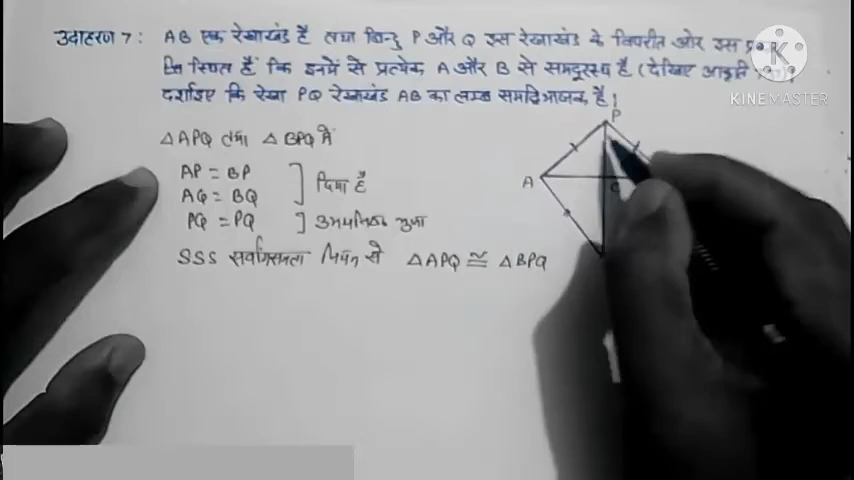 उदाहरण 7: AB एक रेखाखंड है तथा बिन्दु P और Q इस रेखाखंड के विपरीत ओर इस
स्थित हैं कि इनमें से प्रत्येक A और B से समदूरस्थ है (देखिए आकृति
दर्शाइए कि रेखा PQ रेखाखंड AB का लम्ब समद्विभाजक है।
△APQ तथा △BPQ में
AP = BP
AQ = BQ ] दिया है
PQ = PQ ] उभयनिष्ठ भुजा
SSS सर्वांगसमता नियम से △APQ ≅ △BPQ
P
A
C
K
KINEMASTER